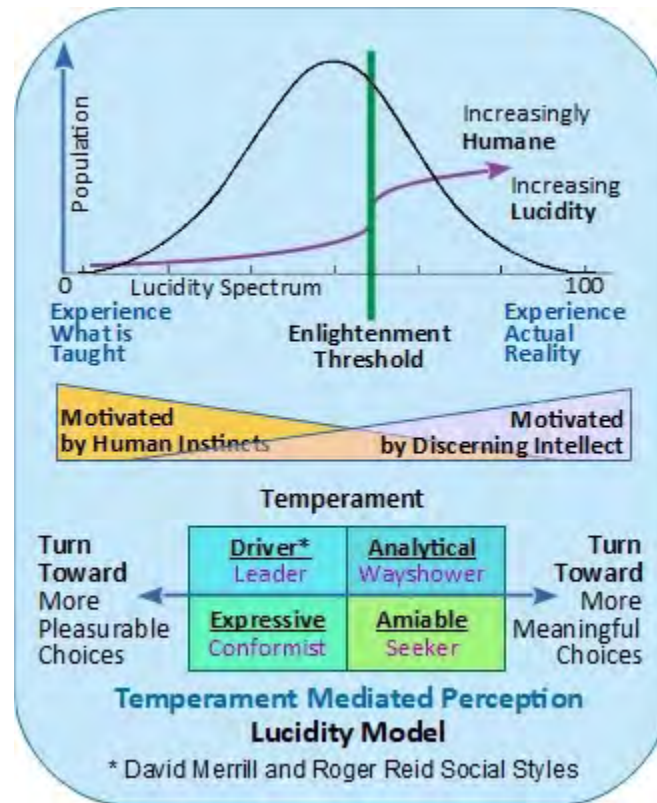 Population
Increasingly
Humane
Increasing
Lucidity
0
Lucidity Spectrum
100
Experience
What is
Taught
Enlightenment
Threshold
Experience
Actual
Reality
Motivated
by Human Instincts
Motivated
by Discerning Intellect
Temperament
Turn
Toward
More
Pleasurable
Choices
Driver*
Leader
Analytical
Wayshower
Expressive
Conformist
Amiable
Seeker
Turn
Toward
More
Meaningful
Choices
Temperament Mediated Perception
Lucidity Model
* David Merrill and Roger Reid Social Styles